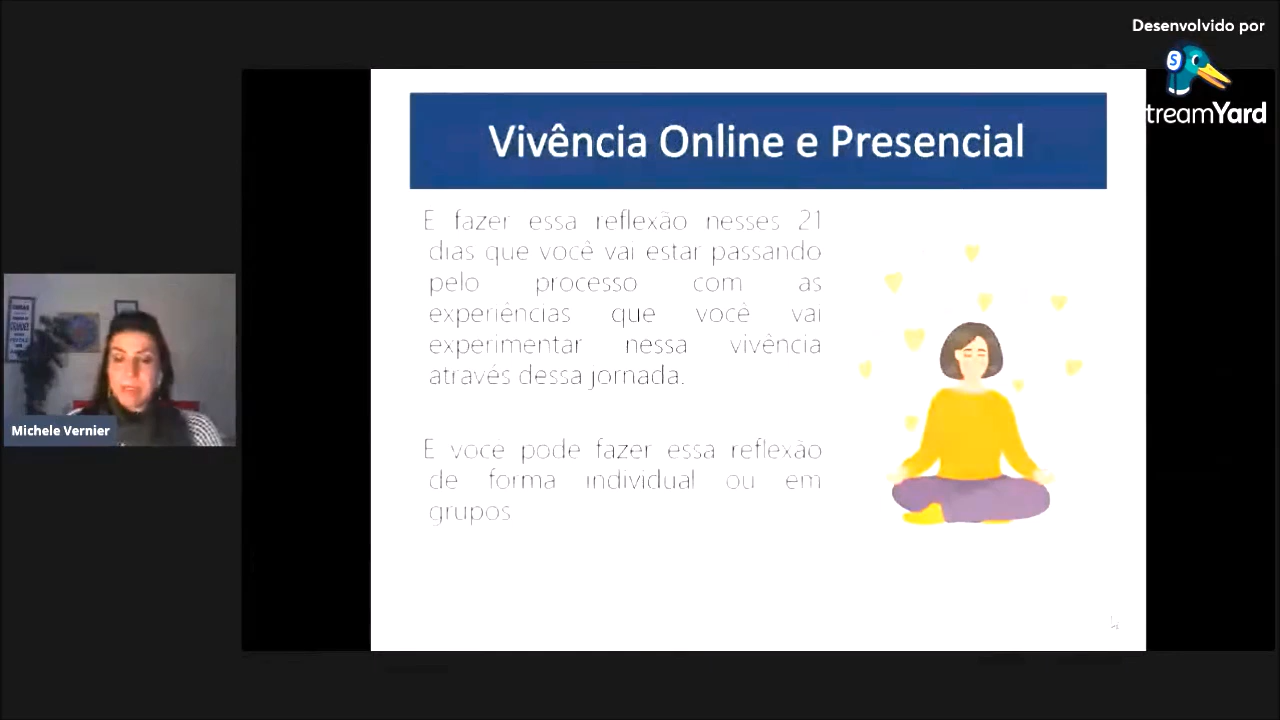 Desenvolvido por
treamYard
Vivência Online e Presencial
E fazer essa reflexão nesses 21
dias que você vai estar passando
pelo processo com as
experiências que você vai
experimentar nessa vivência
através dessa jornada.
E você pode fazer essa reflexão
de forma individual ou em
grupos
Michele Vernier